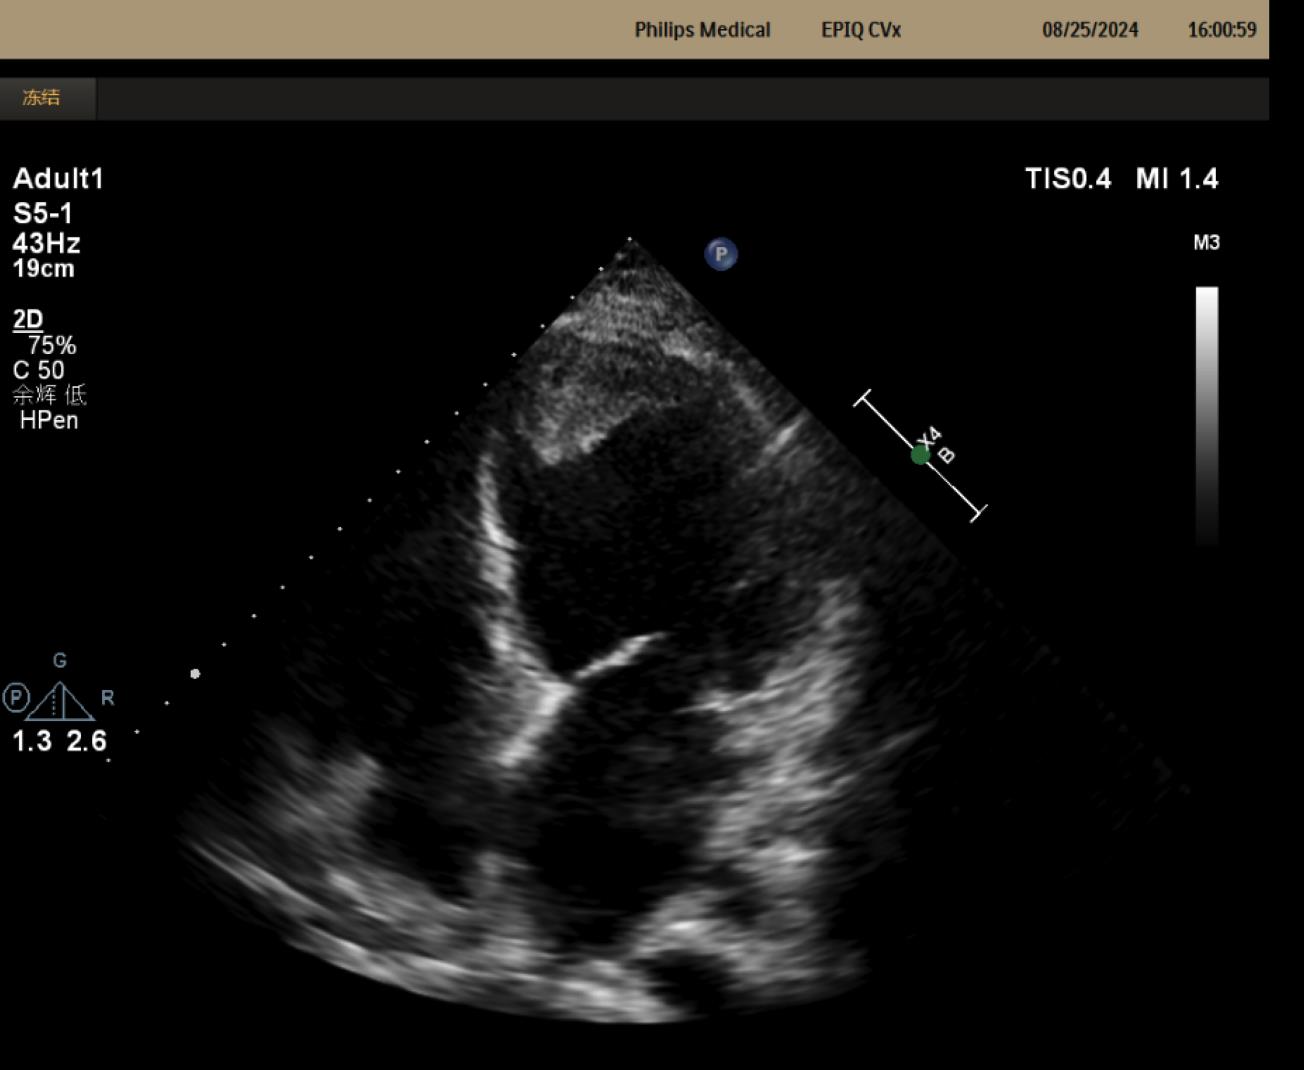 Philips Medical EPIQ CVx 08/25/2024 16:00:59
冻结
TIS0.4 MI 1.4
M3
Adult1
S5-1
43Hz
19cm
2D
75%
C 50
余辉 低
HPen
X4
B
P
G
P R
1.3 2.6